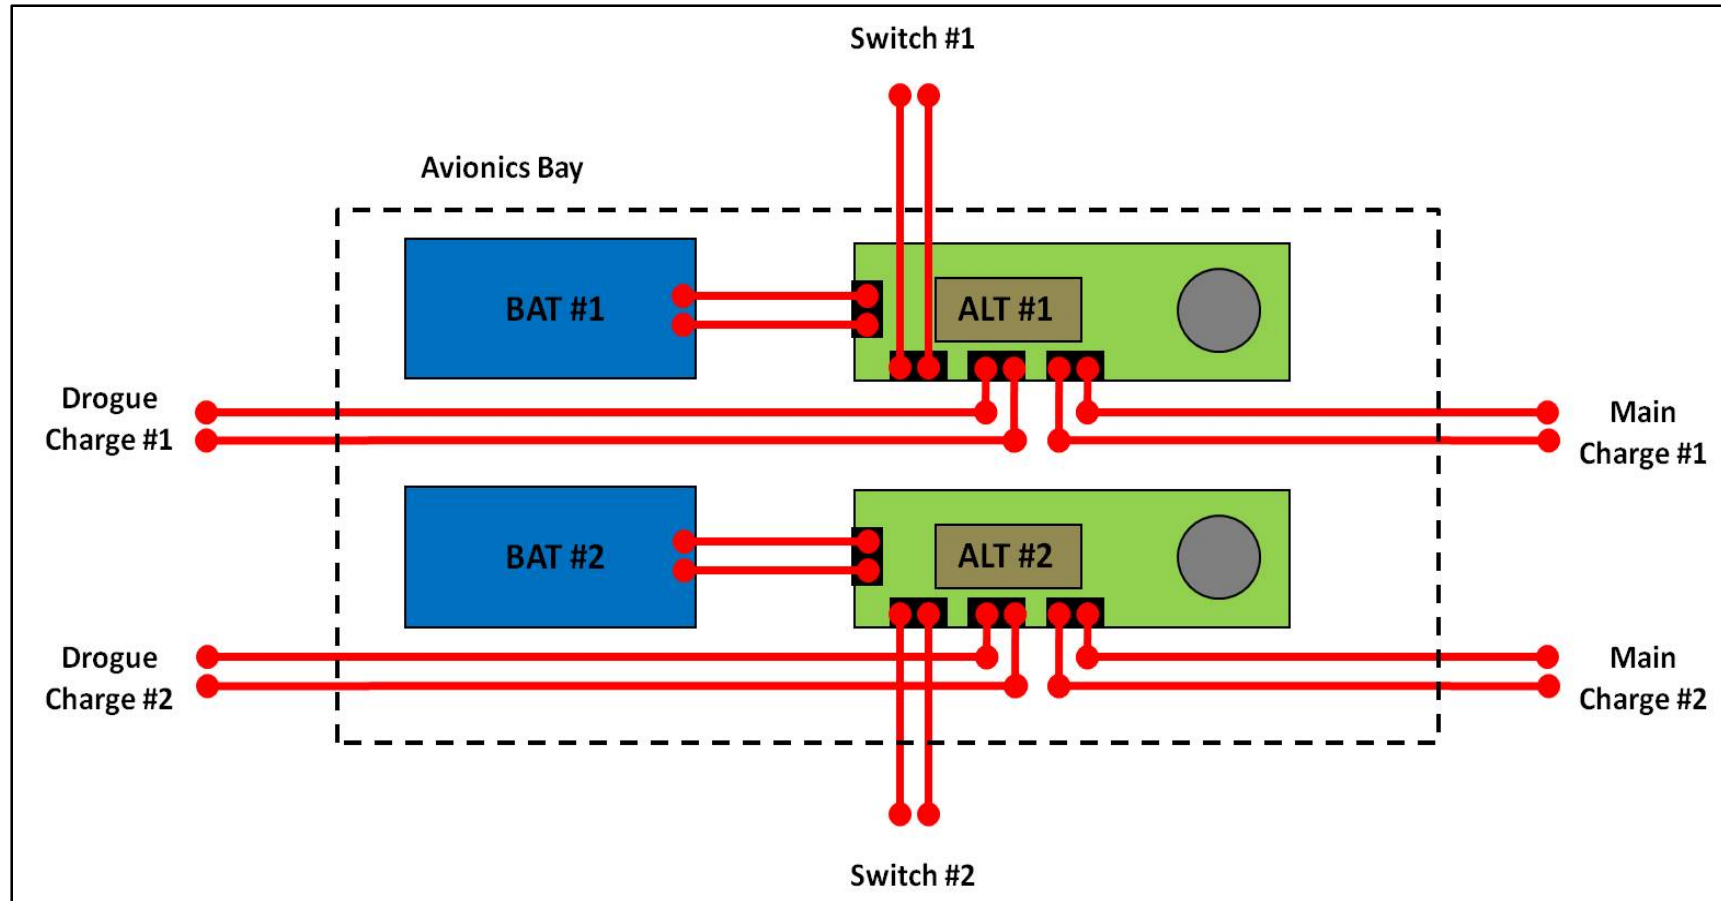 Switch #1
Avionics Bay
BAT #1
ALT #1
Drogue
Charge #1
Main
Charge #1
BAT #2
ALT #2
Drogue
Charge #2
Main
Charge #2
Switch #2